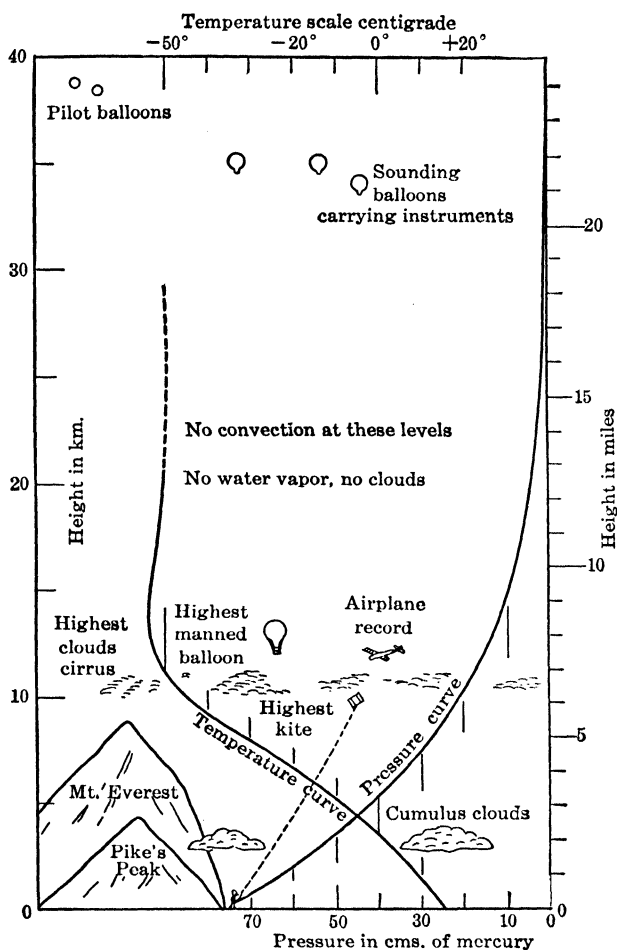 Temperature scale centigrade
−50° −20° 0° +20°
40
Pilot balloons
Sounding
balloons
carrying instruments
20
30
15
No convection at these levels
No water vapor, no clouds
Height in km.
Height in miles
20
10
Highest
clouds
cirrus
Highest
manned
balloon
Airplane
record
10
Highest
kite
Temperature curve
Pressure curve
5
Mt. Everest
Cumulus clouds
Pike's
Peak
0
0
70 50 30 10 0
Pressure in cms. of mercury